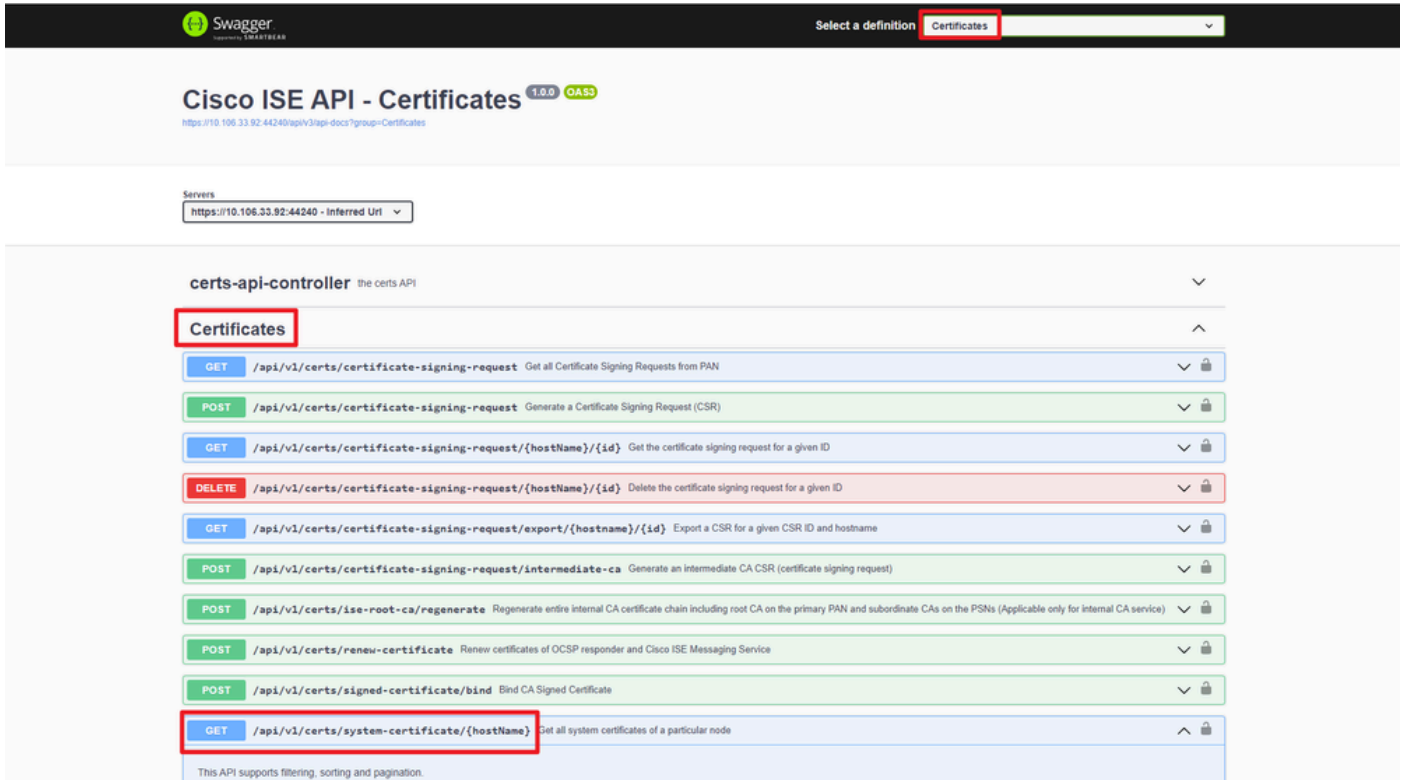 Swagger.
Supported by SMARTBEAR
Select a definition
Certificates
Cisco ISE API - Certificates 1.0.0 OAS3
https://10.106.33.92:44240/api/v3/api-docs?group=Certificates
Servers
https://10.106.33.92:44240 - Inferred Url
certs-api-controller the certs API
Certificates
GET /api/v1/certs/certificate-signing-request Get all Certificate Signing Requests from PAN
POST /api/v1/certs/certificate-signing-request Generate a Certificate Signing Request (CSR)
GET /api/v1/certs/certificate-signing-request/{hostName}/{id} Get the certificate signing request for a given ID
DELETE /api/v1/certs/certificate-signing-request/{hostName}/{id} Delete the certificate signing request for a given ID
GET /api/v1/certs/certificate-signing-request/export/{hostname}/{id} Export a CSR for a given CSR ID and hostname
POST /api/v1/certs/certificate-signing-request/intermediate-ca Generate an intermediate CA CSR (certificate signing request)
POST /api/v1/certs/ise-root-ca/regenerate Regenerate entire internal CA certificate chain including root CA on the primary PAN and subordinate CAs on the PSNs (Applicable only for internal CA service)
POST /api/v1/certs/renew-certificate Renew certificates of OCSP responder and Cisco ISE Messaging Service
POST /api/v1/certs/signed-certificate/bind Bind CA Signed Certificate
GET /api/v1/certs/system-certificate/{hostName} Get all system certificates of a particular node
This API supports filtering, sorting and pagination.